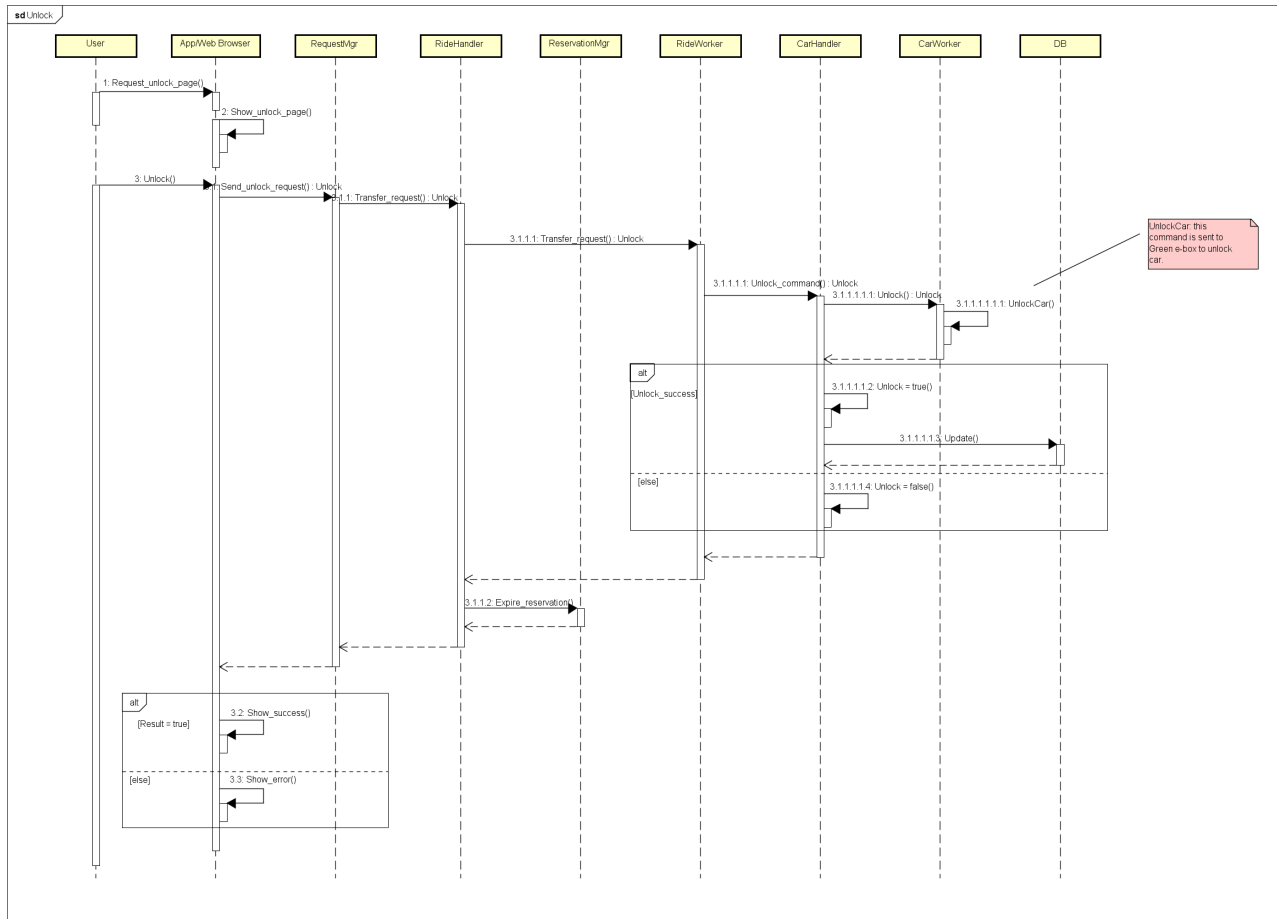 sd Unlock
User
App/Web Browser
RequestMgr
RideHandler
ReservationMgr
RideWorker
CarHandler
CarWorker
DB
1: Request_unlock_page()
2: Show_unlock_page()
3: Unlock()
3.1: Send_unlock_request() : Unlock
3.1.1: Transfer_request() : Unlock
UnlockCar: this
command is sent to
Green e-box to unlock
car.
3.1.1.1: Transfer_request() : Unlock
3.1.1.1.1: Unlock_command() : Unlock
3.1.1.1.1.1: Unlock() : Unlock
3.1.1.1.1.1.1: UnlockCar()
alt
[Unlock_success]
3.1.1.1.1.2: Unlock = true()
3.1.1.1.1.3: Update()
[else]
3.1.1.1.1.4: Unlock = false()
3.1.1.2: Expire_reservation()
alt
[Result = true]
3.2: Show_success()
[else]
3.3: Show_error()